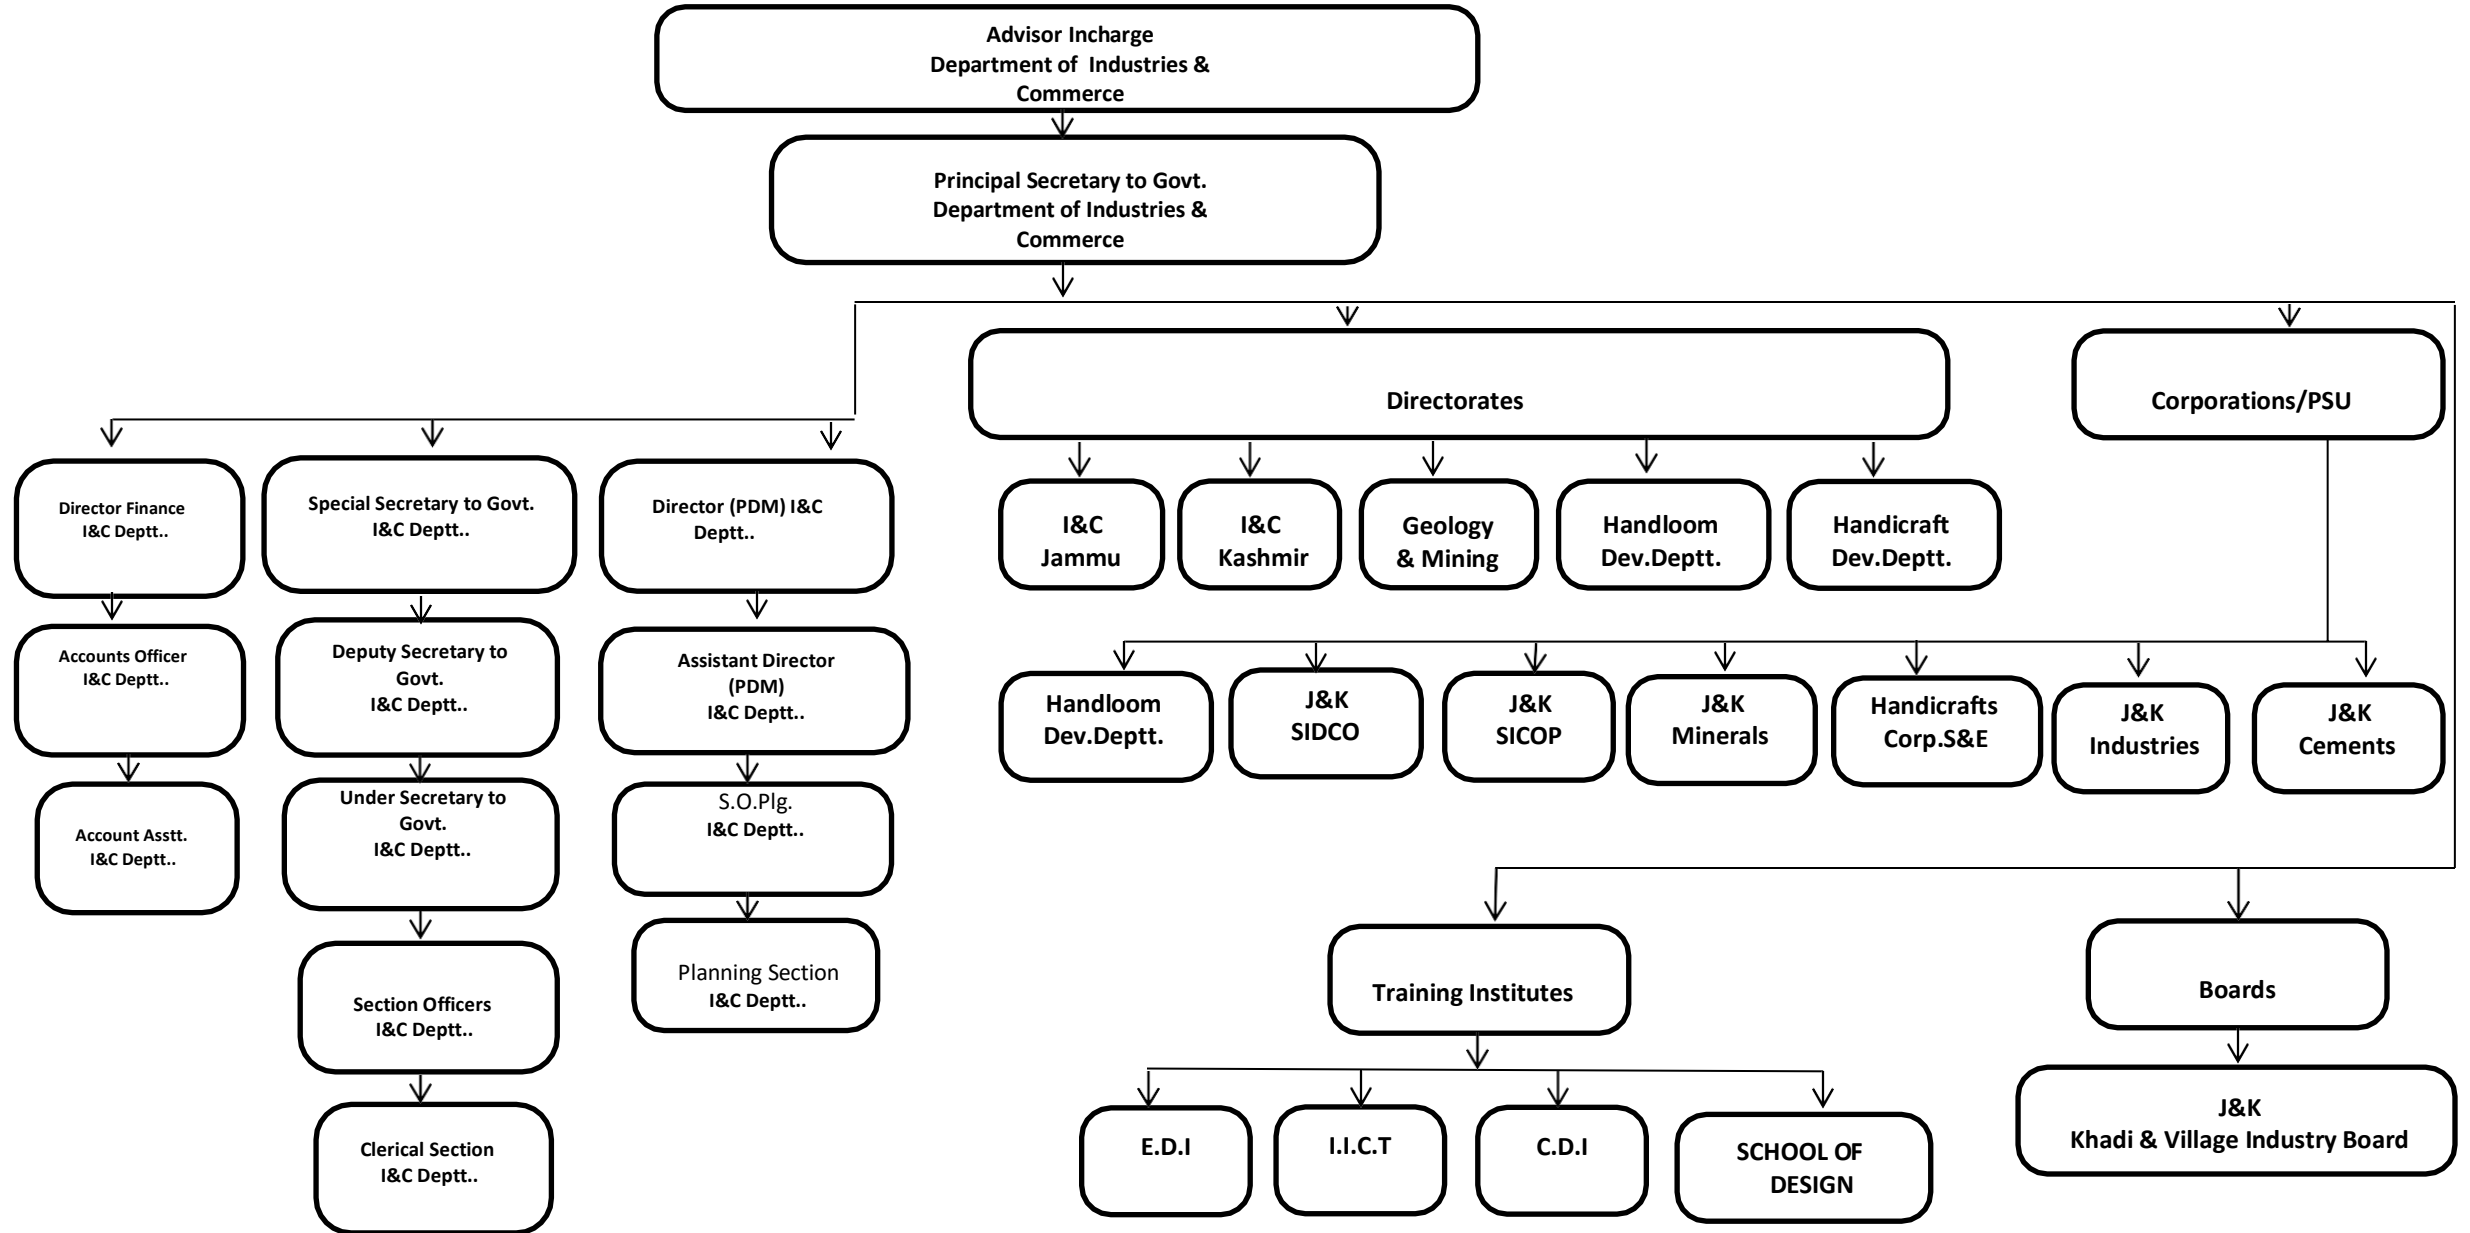 Advisor Incharge
Department of Industries &
Commerce
Principal Secretary to Govt.
Department of Industries &
Commerce
Directorates
Corporations/PSU
Director Finance
I&C Deptt..
Special Secretary to Govt.
I&C Deptt..
Director (PDM) I&C
Deptt..
I&C
Jammu
I&C
Kashmir
Geology
& Mining
Handloom
Dev.Deptt.
Handicraft
Dev.Deptt.
Accounts Officer
I&C Deptt..
Deputy Secretary to
Govt.
I&C Deptt..
Assistant Director
(PDM)
I&C Deptt..
Handloom
Dev.Deptt.
J&K
SIDCO
J&K
SICOP
J&K
Minerals
Handicrafts
Corp.S&E
J&K
Industries
J&K
Cements
Account Asstt.
I&C Deptt..
Under Secretary to
Govt.
I&C Deptt..
S.O.Plg.
I&C Deptt..
Section Officers
I&C Deptt..
Planning Section
I&C Deptt..
Training Institutes
Boards
Clerical Section
I&C Deptt..
E.D.I
I.I.C.T
C.D.I
SCHOOL OF
DESIGN
J&K
Khadi & Village Industry Board